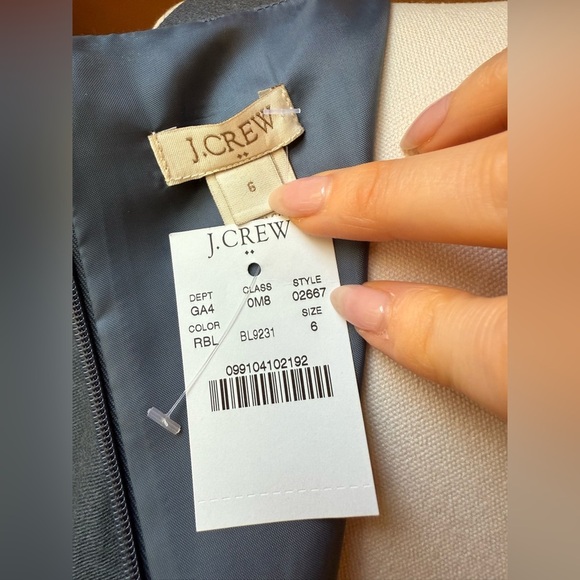 J.CREW
6
J.CREW
DEPT CLASS STYLE
GA4 0M8 02667
COLOR SIZE
RBL BL9231 6
099104102192